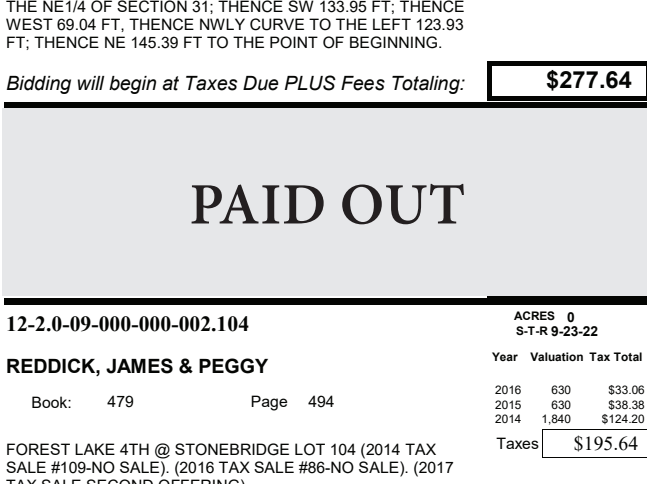 THE NE1/4 OF SECTION 31; THENCE SW 133.95 FT; THENCE
WEST 69.04 FT, THENCE NWLY CURVE TO THE LEFT 123.93
FT; THENCE NE 145.39 FT TO THE POINT OF BEGINNING.
Bidding will begin at Taxes Due PLUS Fees Totaling: $277.64
PAID OUT
12-2.0-09-000-000-002.104
ACRES 0
S-T-R 9-23-22
REDDICK, JAMES & PEGGY
Book: 479 Page 494
Year Valuation Tax Total
2016 630 $33.06
2015 630 $38.38
2014 1,840 $124.20
Taxes $195.64
FOREST LAKE 4TH @ STONEBRIDGE LOT 104 (2014 TAX
SALE #109-NO SALE). (2016 TAX SALE #86-NO SALE). (2017
TAX SALE SECOND OFFERING)